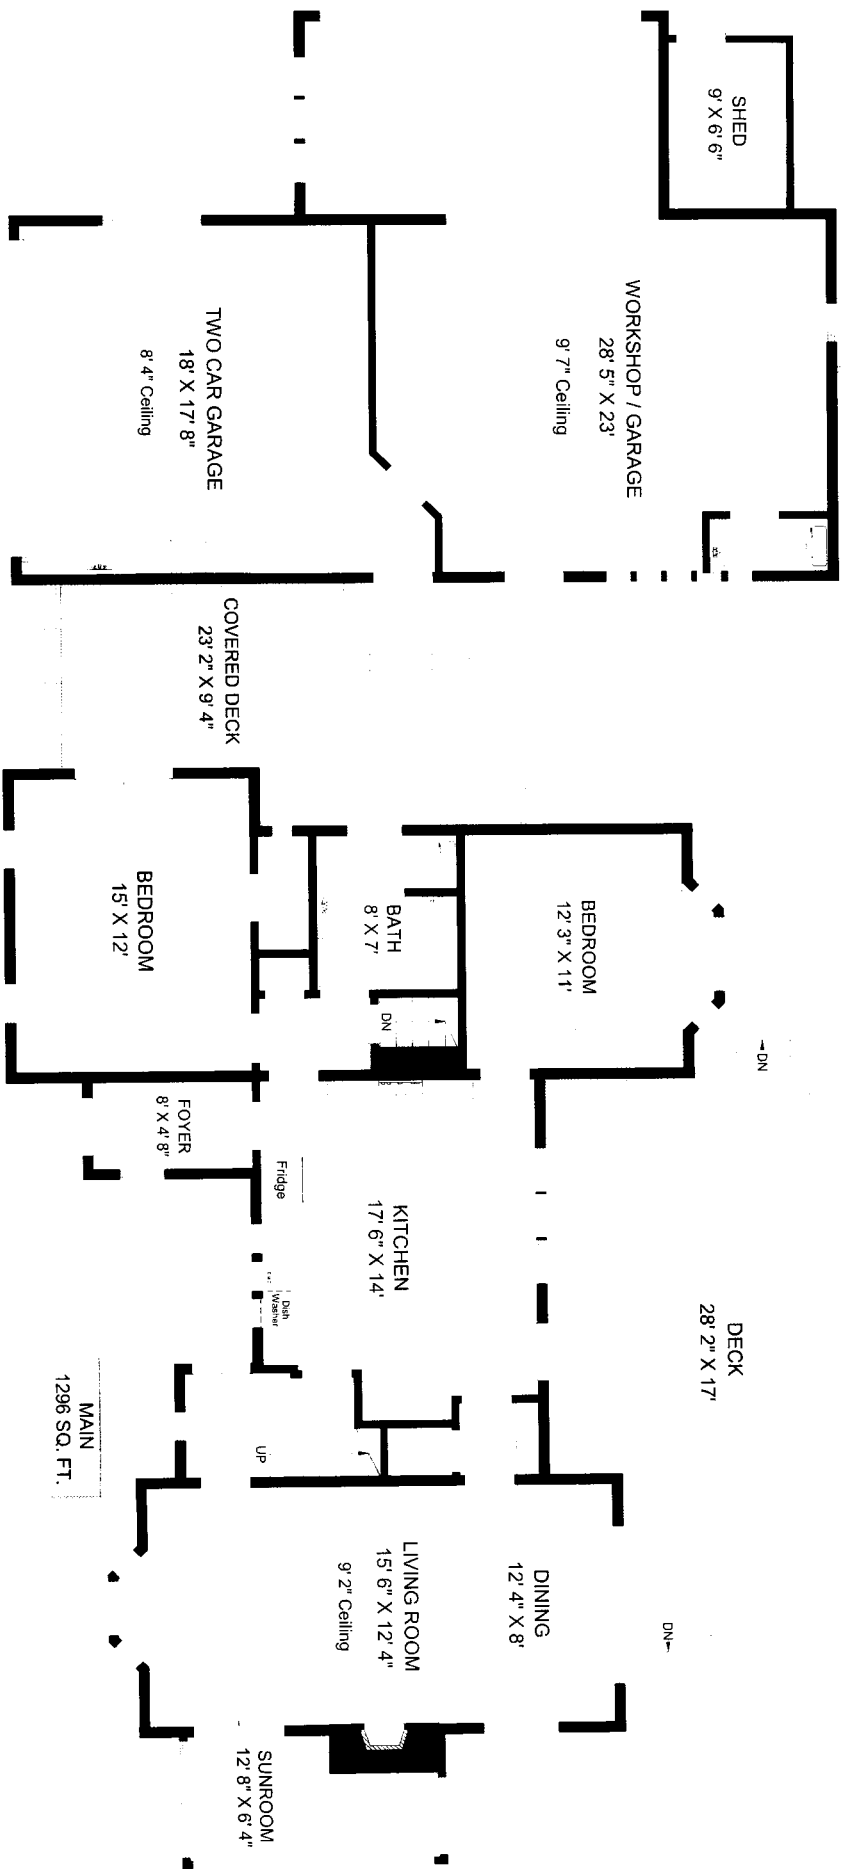 SHED
9' X 6' 6"
WORKSHOP / GARAGE
28' 5" X 23'
9' 7" Ceiling
TWO CAR GARAGE
18' X 17' 8"
8' 4" Ceiling
COVERED DECK
23' 2" X 9' 4"
BEDROOM
12' 3" X 11'
BATH
8' X 7'
BEDROOM
15' X 12'
DN
DN
FOYER
8' X 4' 8"
KITCHEN
17' 6" X 14'
Fridge
Dish
Washer
DECK
28' 2" X 17'
UP
MAIN
1296 SQ. FT.
DINING
12' 4" X 8'
LIVING ROOM
15' 6" X 12' 4"
9' 2" Ceiling
DN
SUNROOM
12' 8" X 6' 4"